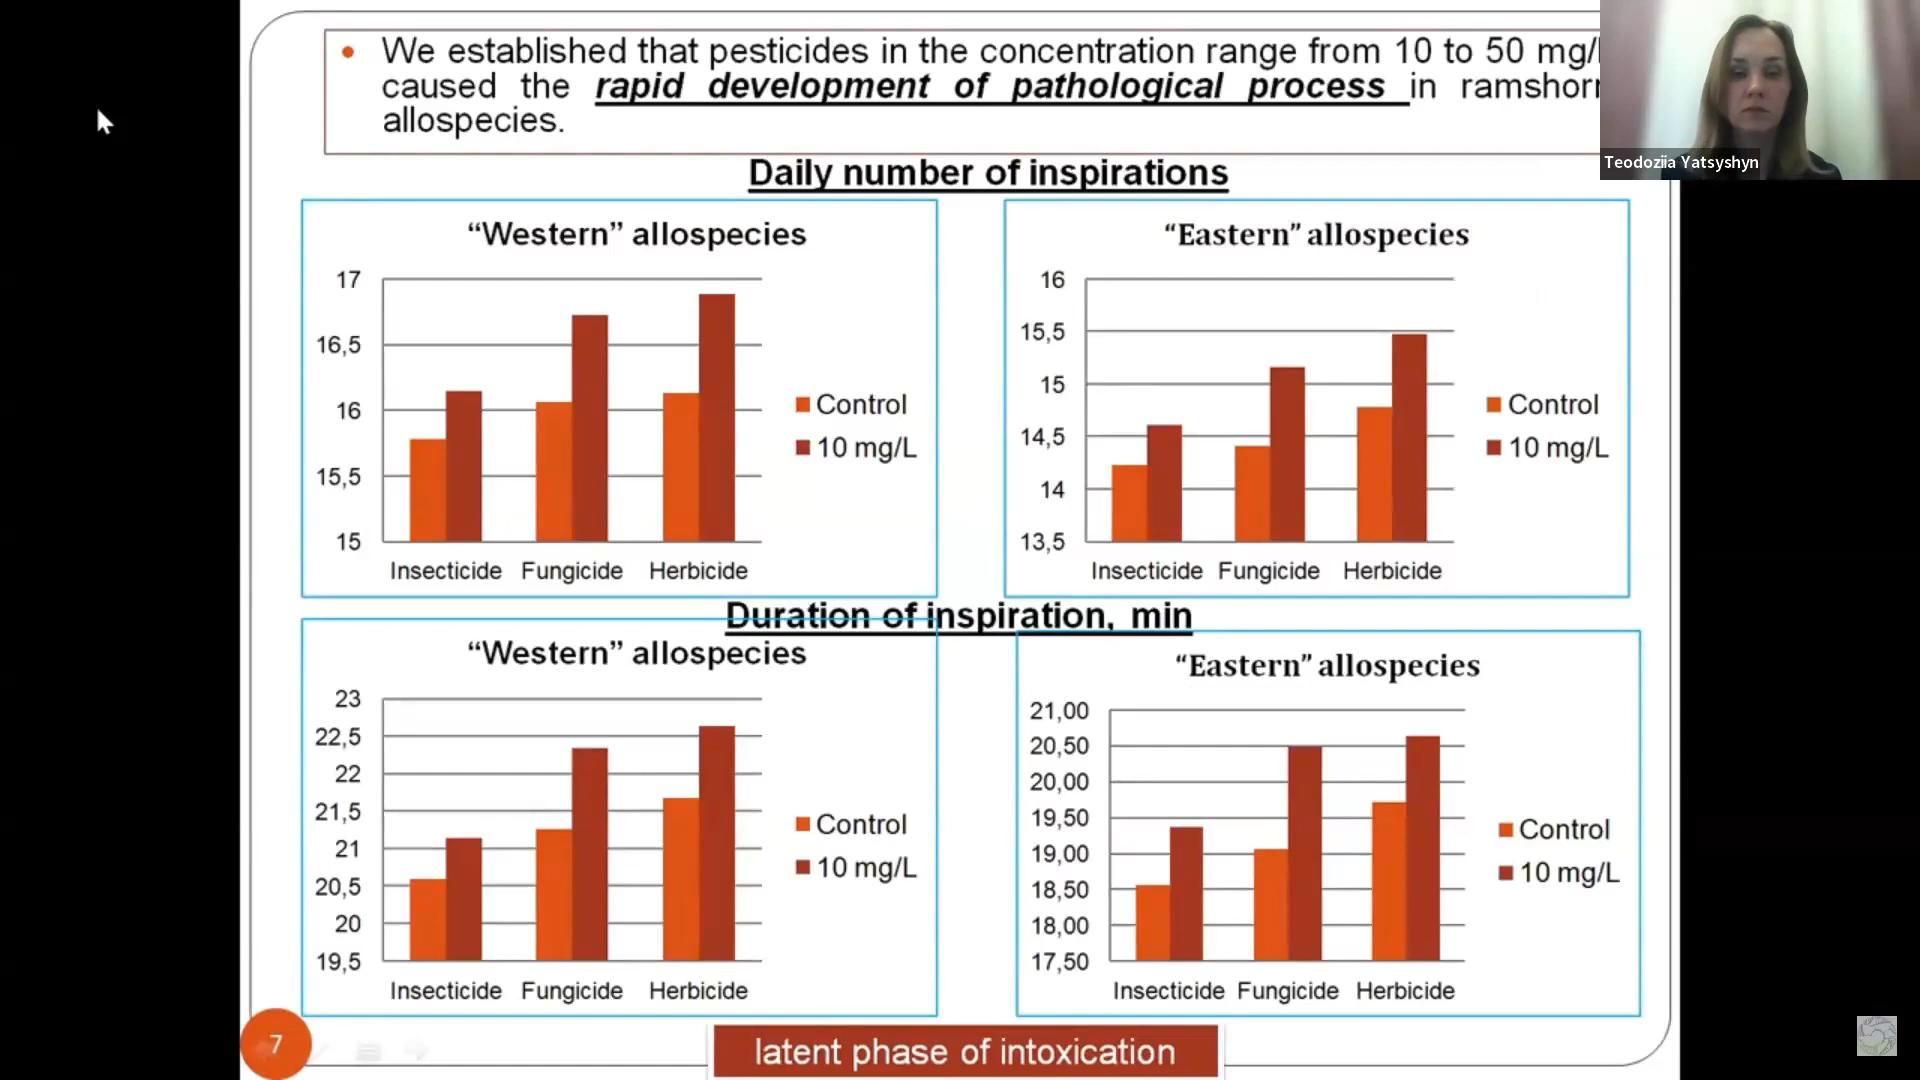 We established that pesticides in the concentration range from 10 to 50 mg/
caused the rapid development of pathological process in ramshorn
allospecies.
Teodoziia Yatsyshyn
Daily number of inspirations
“Western” allospecies
17
16,5
16
15,5
15
Insecticide Fungicide Herbicide
Control
10 mg/L
“Eastern” allospecies
16
15,5
15
14,5
14
13,5
Insecticide Fungicide Herbicide
Control
10 mg/L
Duration of inspiration, min
“Western” allospecies
23
22,5
22
21,5
21
20,5
20
19,5
Insecticide Fungicide Herbicide
Control
10 mg/L
“Eastern” allospecies
21,00
20,50
20,00
19,50
19,00
18,50
18,00
17,50
Insecticide Fungicide Herbicide
Control
10 mg/L
7
latent phase of intoxication